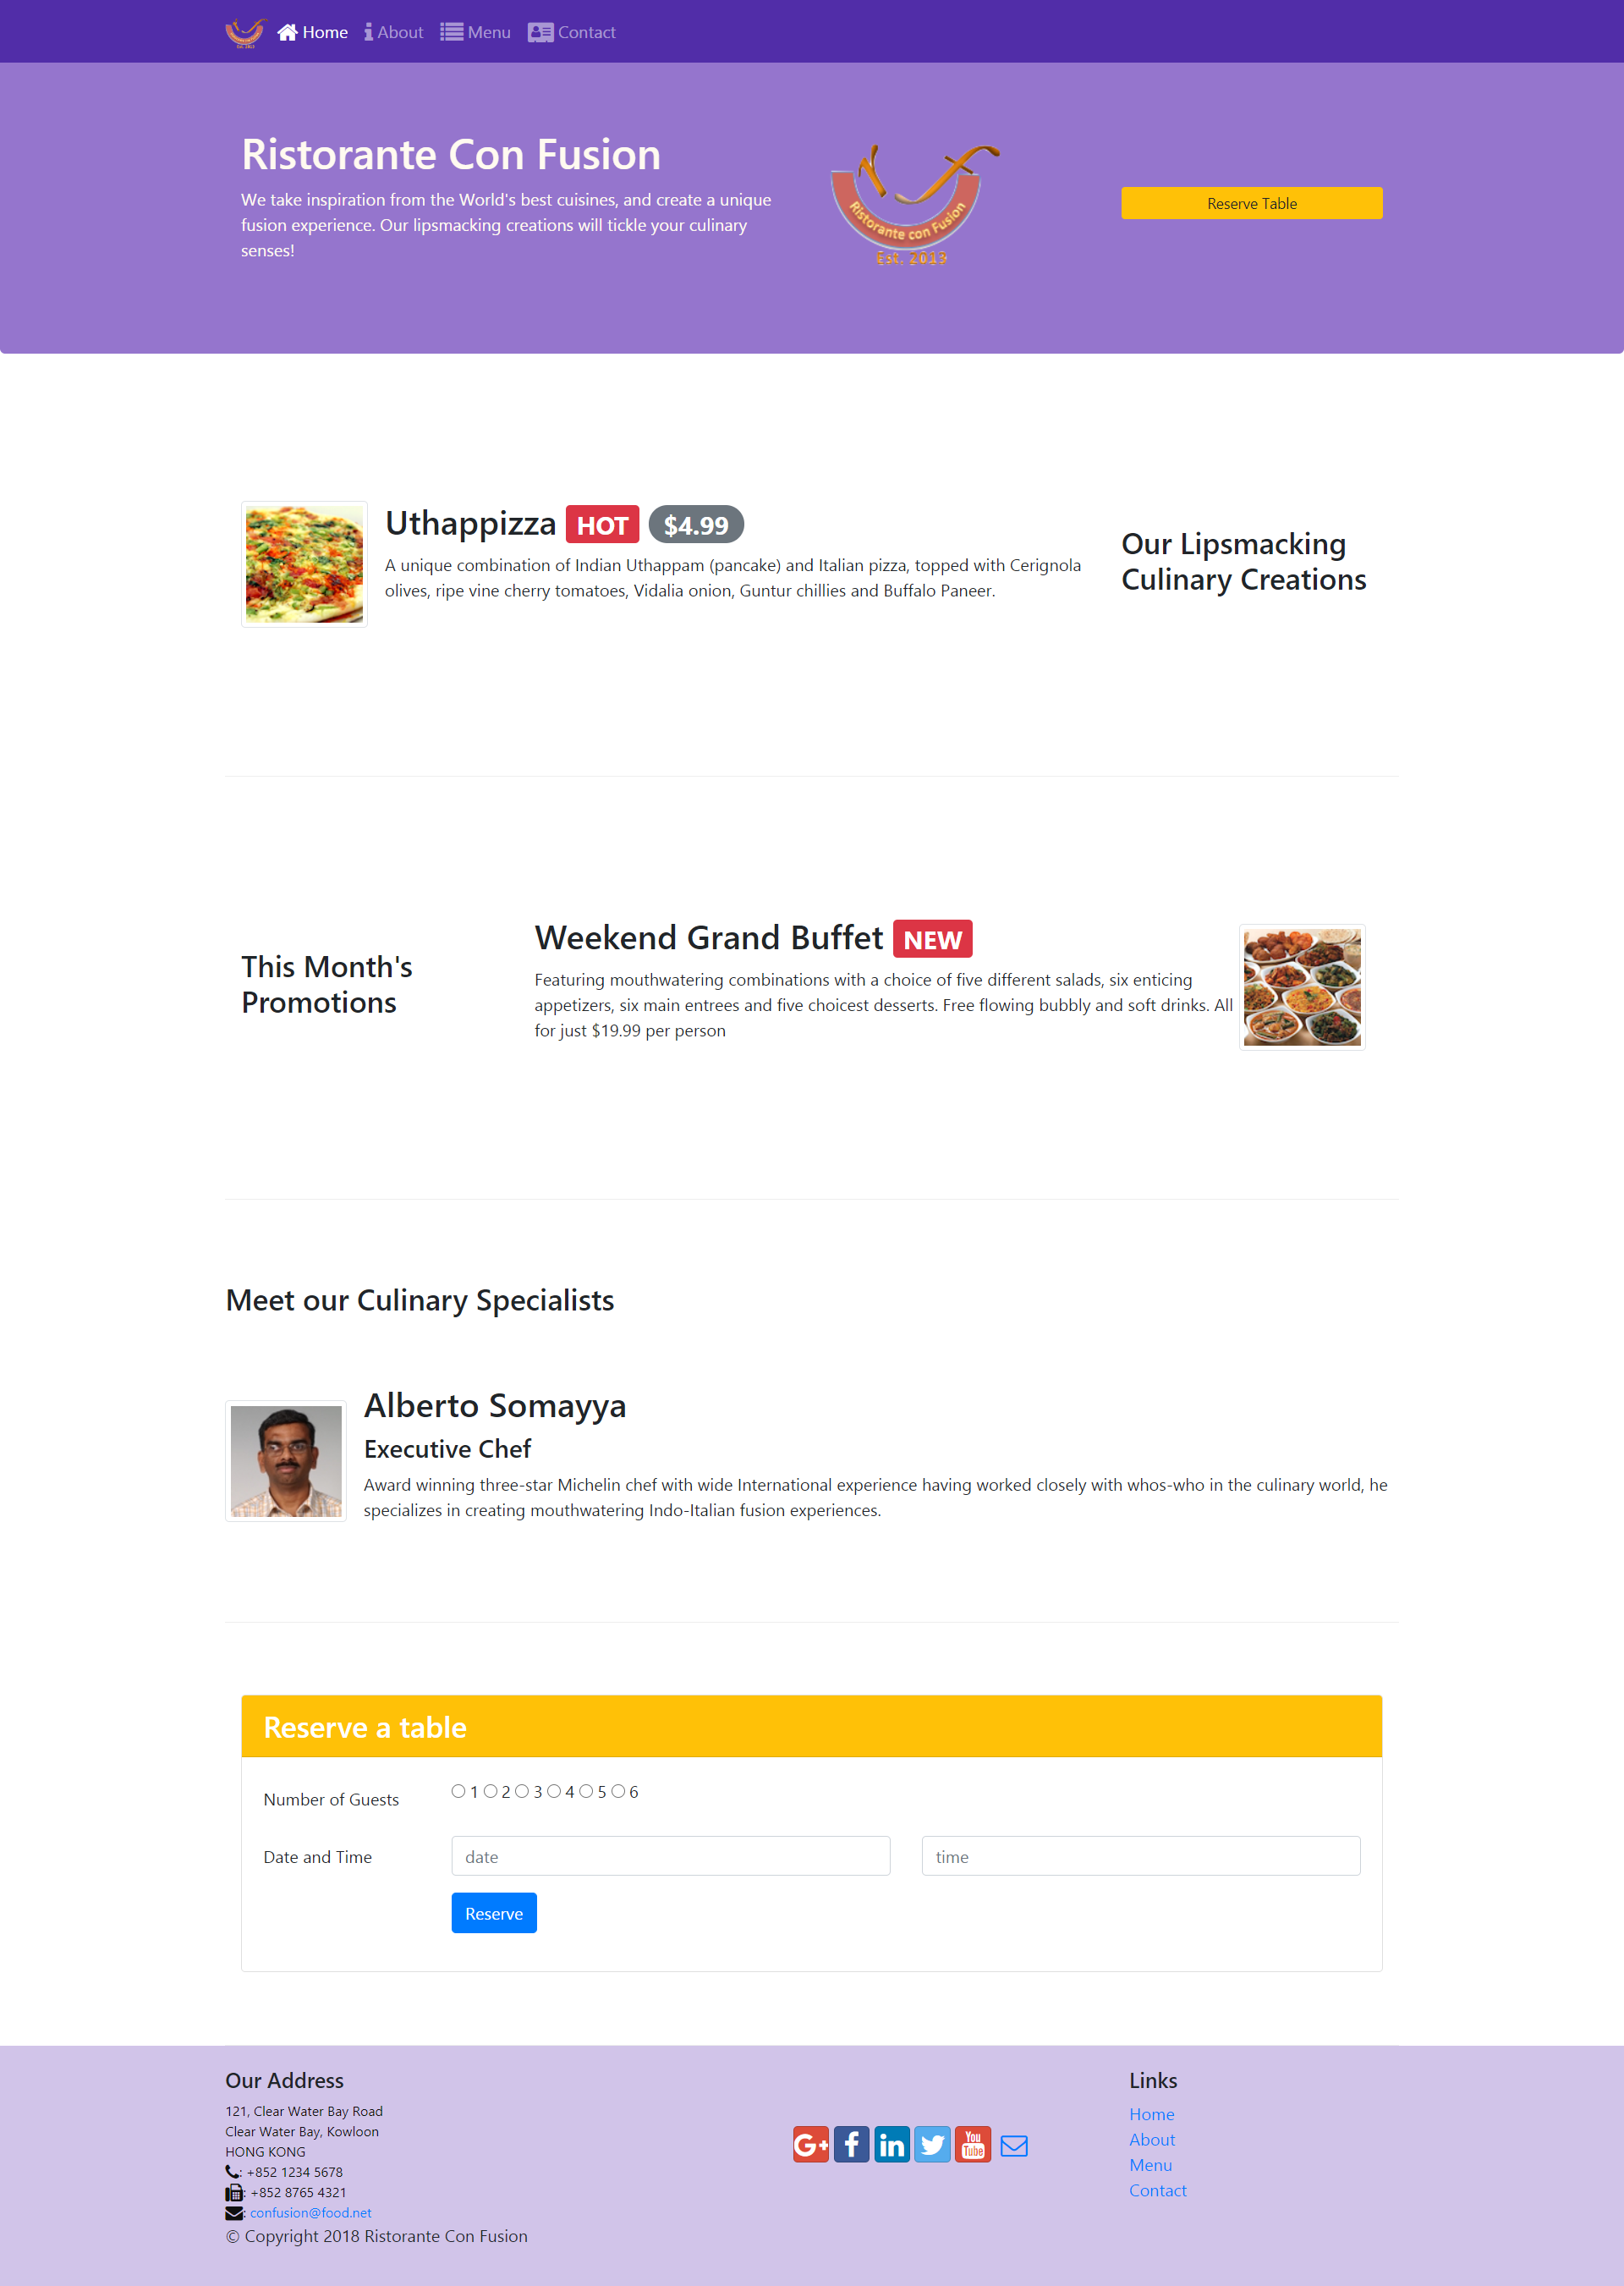 Home About Menu Contact
Ristorante Con Fusion
We take inspiration from the World's best cuisines, and create a unique
fusion experience. Our lipsmacking creations will tickle your culinary
senses!
Ristorante con Fusion
Est. 2013
Reserve Table
Uthappizza HOT $4.99
A unique combination of Indian Uthappam (pancake) and Italian pizza, topped with Cerignola
olives, ripe vine cherry tomatoes, Vidalia onion, Guntur chillies and Buffalo Paneer.
Our Lipsmacking
Culinary Creations
This Month's
Promotions
Weekend Grand Buffet NEW
Featuring mouthwatering combinations with a choice of five different salads, six enticing
appetizers, six main entrees and five choicest desserts. Free flowing bubbly and soft drinks. All
for just $19.99 per person
Meet our Culinary Specialists
Alberto Somayya
Executive Chef
Award winning three-star Michelin chef with wide International experience having worked closely with whos-who in the culinary world, he
specializes in creating mouthwatering Indo-Italian fusion experiences.
Reserve a table
Number of Guests 1 2 3 4 5 6
Date and Time date time
Reserve
Our Address
121, Clear Water Bay Road
Clear Water Bay, Kowloon
HONG KONG
: +852 1234 5678
: +852 8765 4321
: confusion@food.net
G+ f in You Tube
Links
Home
About
Menu
Contact
© Copyright 2018 Ristorante Con Fusion